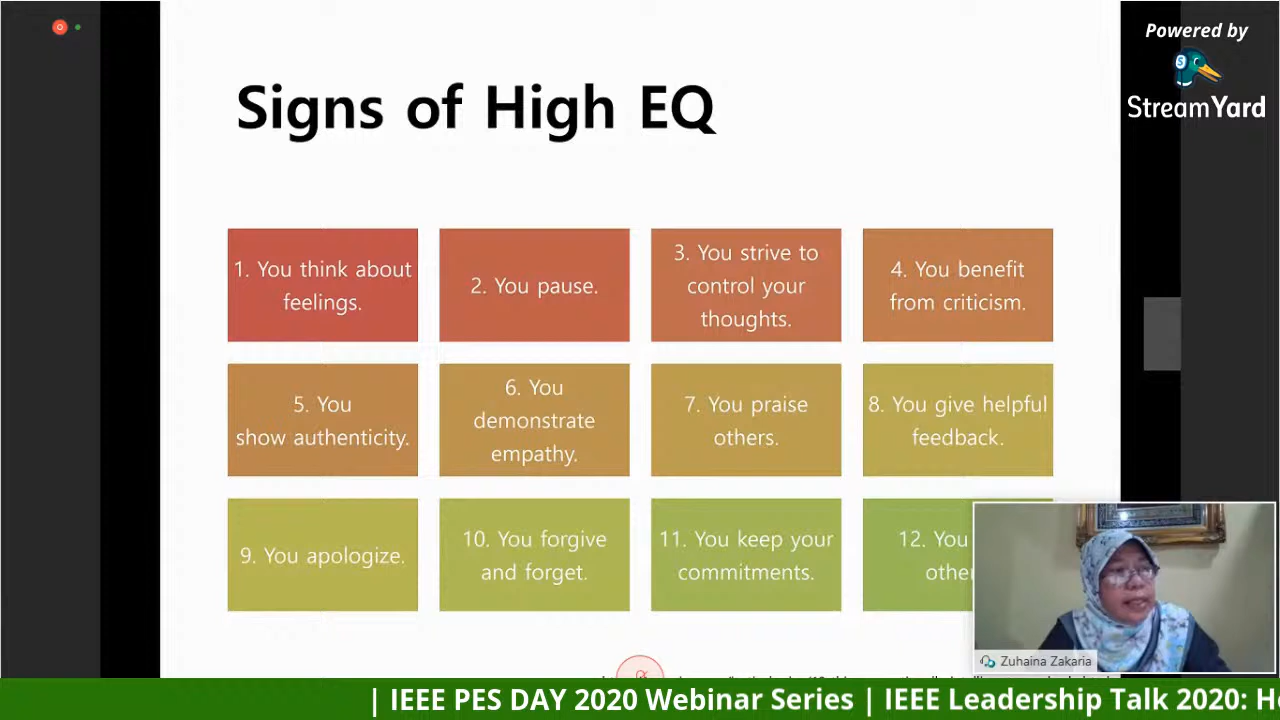 Powered by
StreamYard
Signs of High EQ
1. You think about
feelings.
2. You pause.
3. You strive to
control your
thoughts.
4. You benefit
from criticism.
5. You
show authenticity.
6. You
demonstrate
empathy.
7. You praise
others.
8. You give helpful
feedback.
9. You apologize.
10. You forgive
and forget.
11. You keep your
commitments.
12. You
Zuhaina Zakaria
| IEEE PES DAY 2020 Webinar Series | IEEE Leadership Talk 2020: